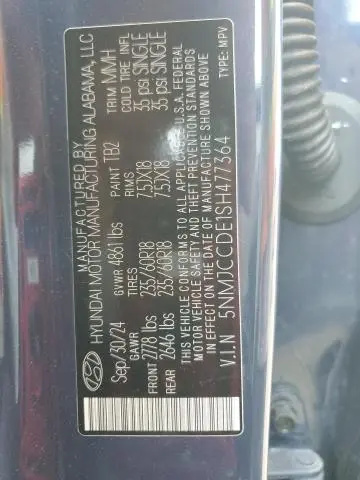 MANUFACTURED BY
HYUNDAI MOTOR MANUFACTURING ALABAMA, LLC
Sep/30/24 GVWR 4861 lbs PAINT TB2 TRIM MMH
GAWR TIRES RIMS COLD TIRE INFL
FRONT 2778 lbs 235/60R18 7.5JX18 35 PSI SINGLE
REAR 2646 lbs 235/60R18 7.5JX18 35 PSI SINGLE
THIS VEHICLE CONFORMS TO ALL APPLICABLE U.S.A. FEDERAL
MOTOR VEHICLE SAFETY AND THEFT PREVENTION STANDARDS
IN EFFECT ON THE DATE OF MANUFACTURE SHOWN ABOVE
V.I.N 5NMJCCDE1SH477364 TYPE: MPV